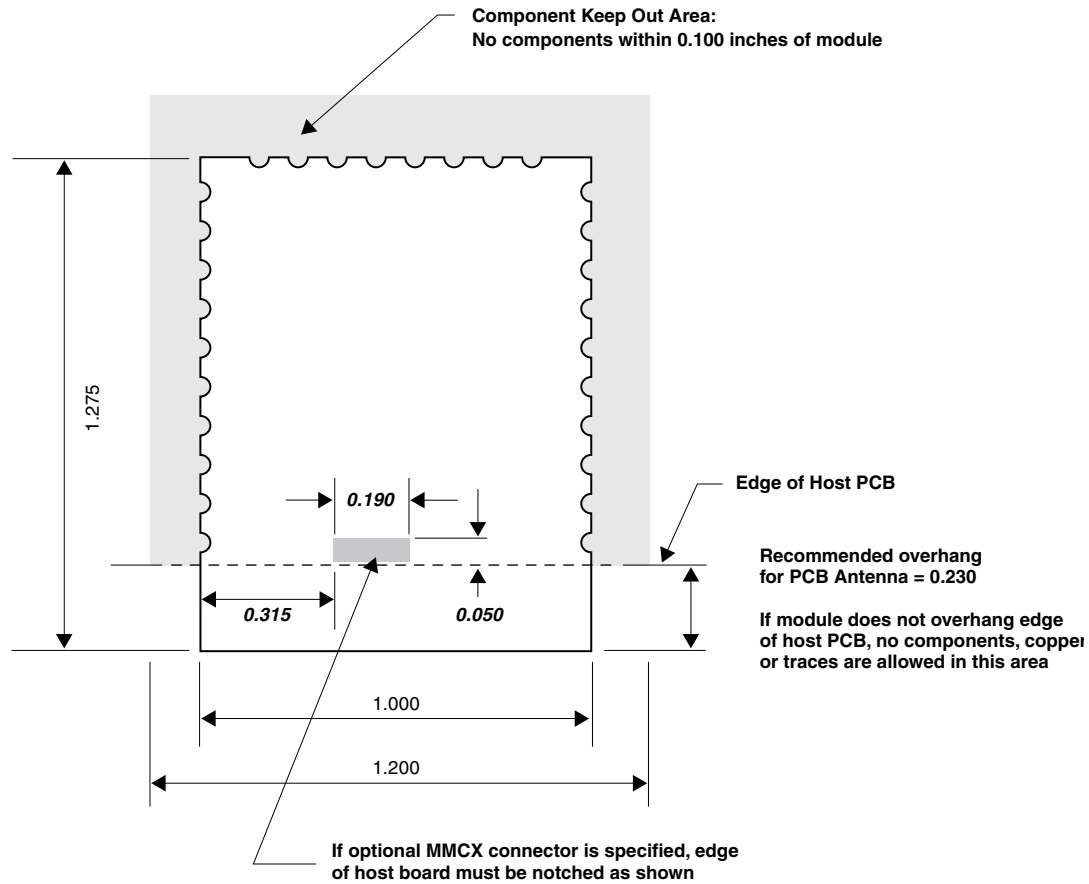 Component Keep Out Area:
No components within 0.100 inches of module
1.275
0.190
Edge of Host PCB
Recommended overhang
for PCB Antenna = 0.230
0.315
0.050
If module does not overhang edge
of host PCB, no components, copper
or traces are allowed in this area
1.000
1.200
If optional MMCX connector is specified, edge
of host board must be notched as shown